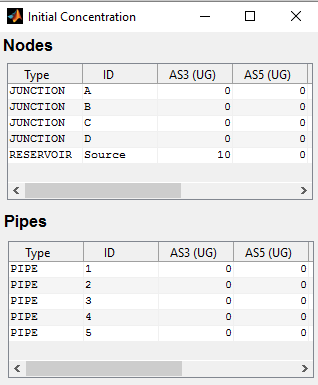 Initial Concentration
Nodes
Type ID AS3 (UG) AS5 (UG)
JUNCTION A 0 0
JUNCTION B 0 0
JUNCTION C 0 0
JUNCTION D 0 0
RESERVOIR Source 10 0
Pipes
Type ID AS3 (UG) AS5 (UG)
PIPE 1 0 0
PIPE 2 0 0
PIPE 3 0 0
PIPE 4 0 0
PIPE 5 0 0